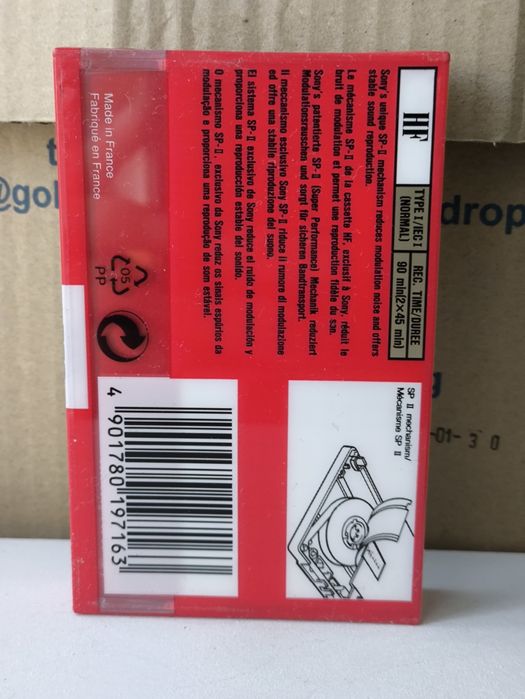 HF
TYPE I/IEC I
(NORMAL)
REC. TIME/DUREE
90 min(2×45 min)
Sony's unique SP-II mechanism reduces modulation noise and offers
stable sound reproduction.
Le mécanisme SP-II de la cassette HF, exclusif à Sony, réduit le
bruit de modulation et permet une reproduction fidèle du son.
Sony's patentierte SP-II (Super Performance) Mechanik reduziert
Modulationsrauschen und sorgt für sicheren Bandtransport.
Il meccanismo esclusivo Sony SP-II riduce il rumore di modulazione
ed offre una stabile riproduzione del suono.
El sistema SP-II exclusivo de Sony reduce el ruido de modulación y
proporciona una reproducción estable del sonido.
O mecanismo SP-II, exclusivo da Sony reduz os sinais espúrios da
modulação e proporciona uma reprodução de som estável.
Made in France
Fabriqué en France
05
PP
SP II mechanism/
Mécanisme SP II
4 901780 197163
@gol
drop
-01- 3 0